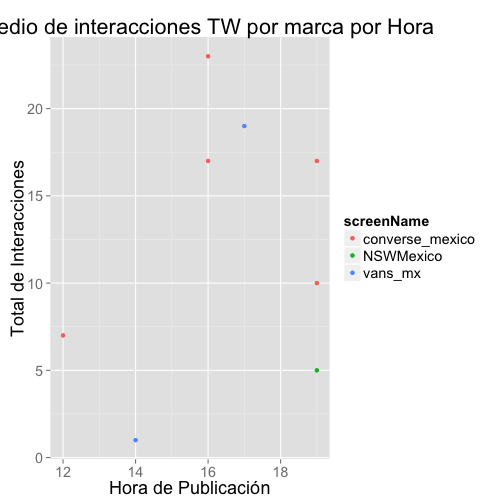 edio de interacciones TW por marca por Hora
Total de Interacciones
20
15
10
5
0
12 14 16 18
Hora de Publicación
screenName
converse_mexico
NSWMexico
vans_mx